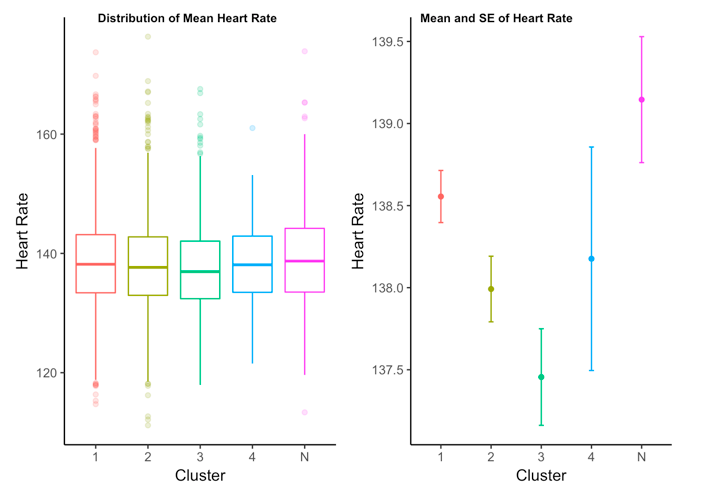 Distribution of Mean Heart Rate
Heart Rate
160
140
120
1 2 3 4 N
Cluster
Mean and SE of Heart Rate
Heart Rate
139.5
139.0
138.5
138.0
137.5
1 2 3 4 N
Cluster